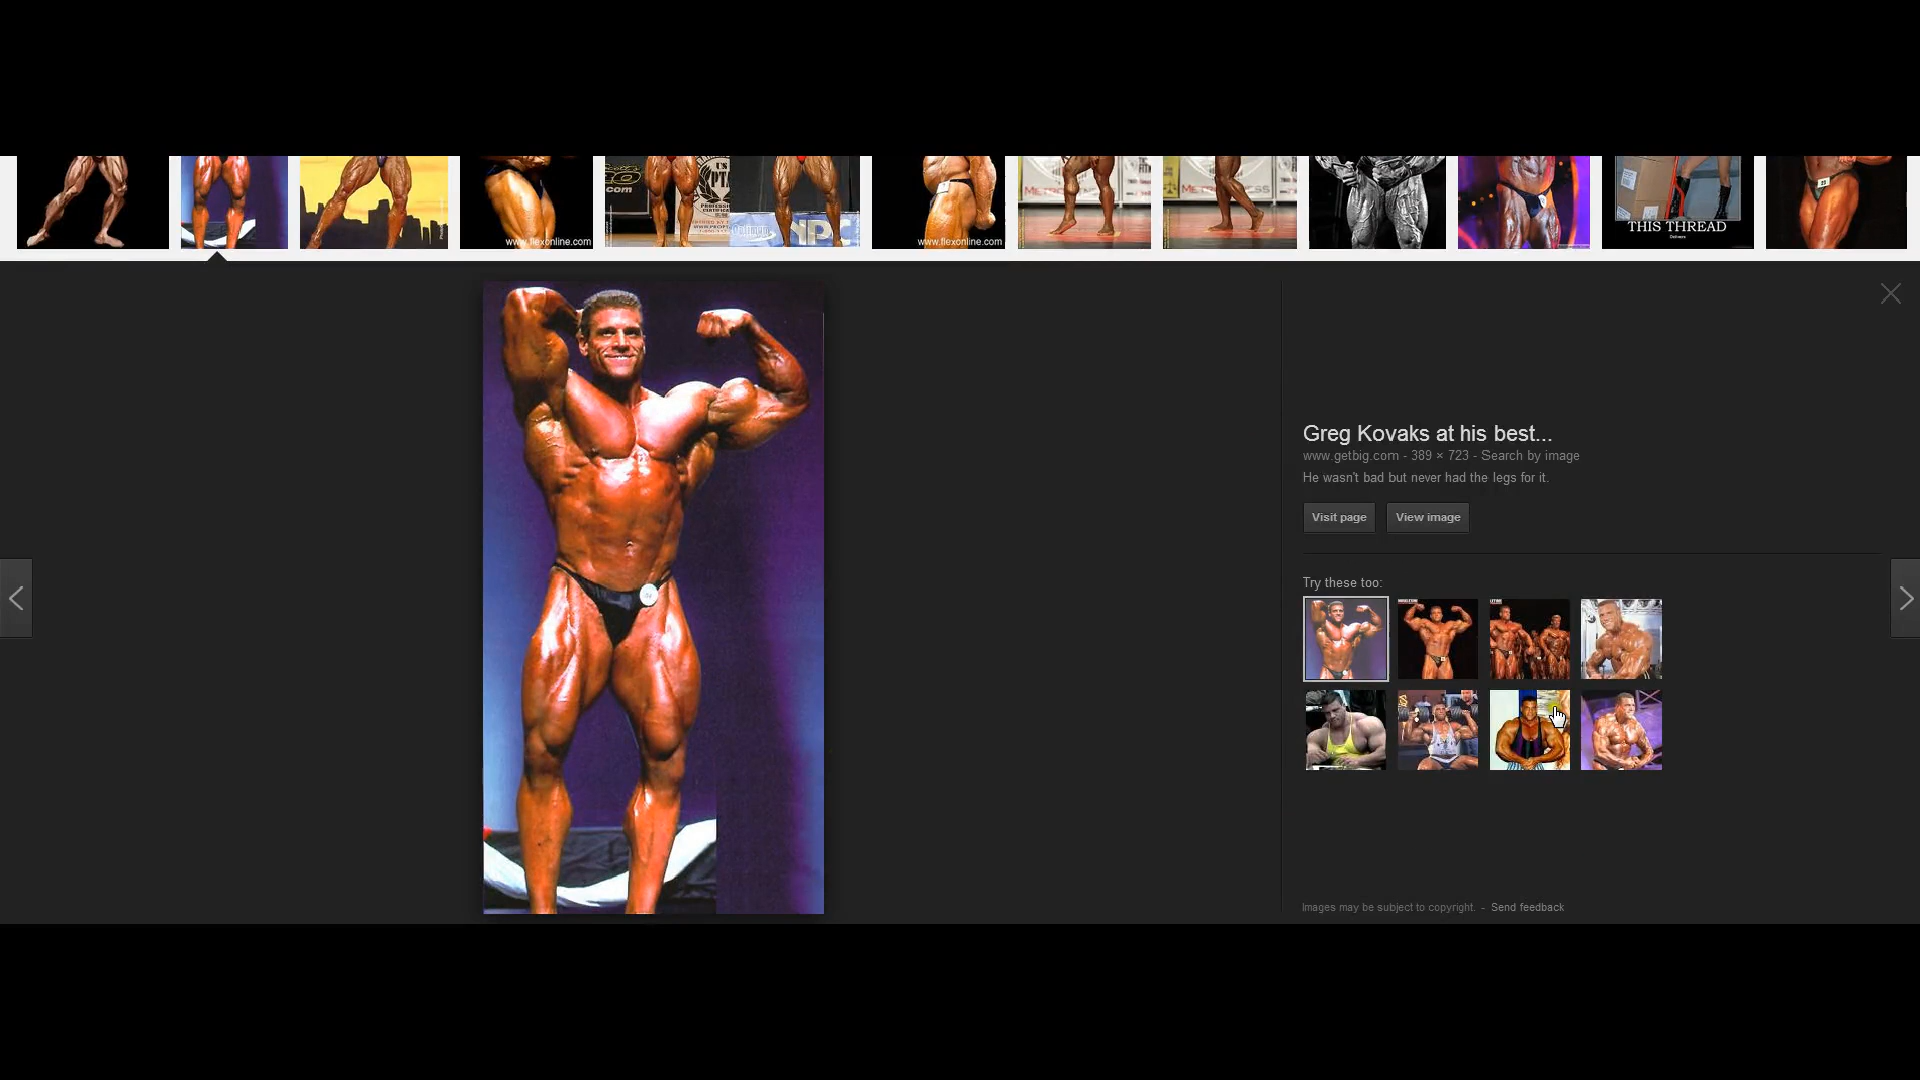 www.flexonline.com
.com
www.flexonline.com
THIS THREAD
Greg Kovaks at his best...
www.getbig.com - 389 × 723 - Search by image
He wasn't bad but never had the legs for it.
Visit page
View image
Try these too:
Images may be subject to copyright. - Send feedback